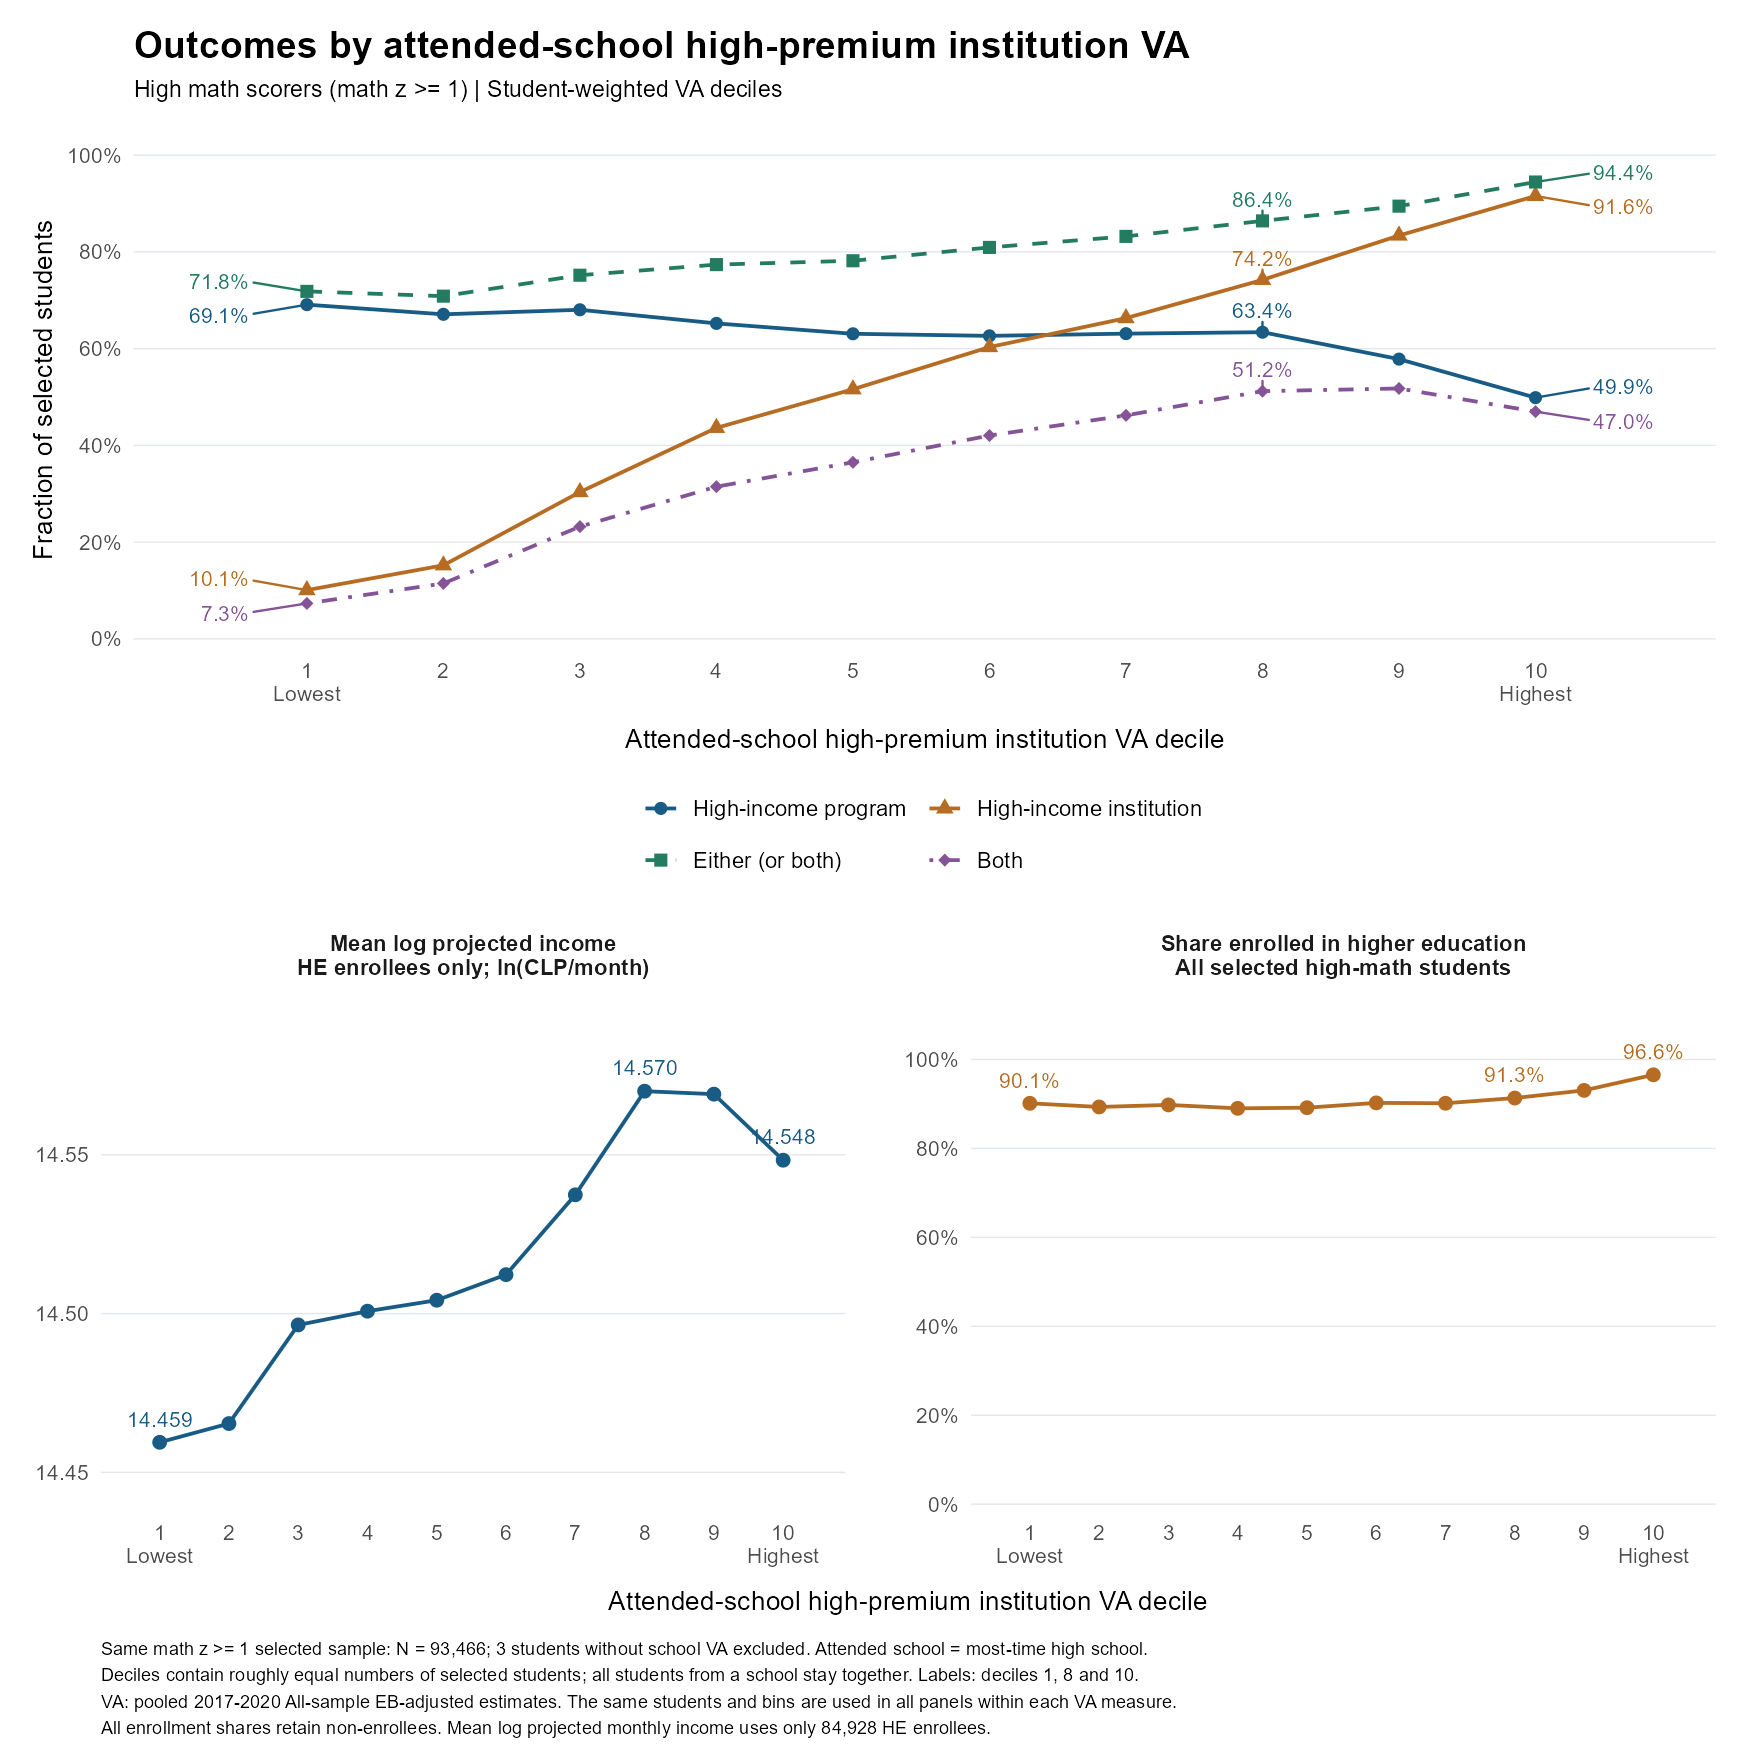 Outcomes by attended-school high-premium institution VA
High math scorers (math z >= 1) | Student-weighted VA deciles
Fraction of selected students
100%
80%
60%
40%
20%
0%
71.8%
69.1%
10.1%
7.3%
86.4%
74.2%
63.4%
51.2%
94.4%
91.6%
49.9%
47.0%
1 2 3 4 5 6 7 8 9 10
Lowest Highest
Attended-school high-premium institution VA decile
High-income program High-income institution
Either (or both) Both
Mean log projected income
HE enrollees only; ln(CLP/month)
14.55
14.50
14.45
14.459
14.570
14.548
1 2 3 4 5 6 7 8 9 10
Lowest Highest
Share enrolled in higher education
All selected high-math students
100%
80%
60%
40%
20%
0%
90.1%
91.3%
96.6%
1 2 3 4 5 6 7 8 9 10
Lowest Highest
Attended-school high-premium institution VA decile
Same math z >= 1 selected sample: N = 93,466; 3 students without school VA excluded. Attended school = most-time high school.
Deciles contain roughly equal numbers of selected students; all students from a school stay together. Labels: deciles 1, 8 and 10.
VA: pooled 2017-2020 All-sample EB-adjusted estimates. The same students and bins are used in all panels within each VA measure.
All enrollment shares retain non-enrollees. Mean log projected monthly income uses only 84,928 HE enrollees.